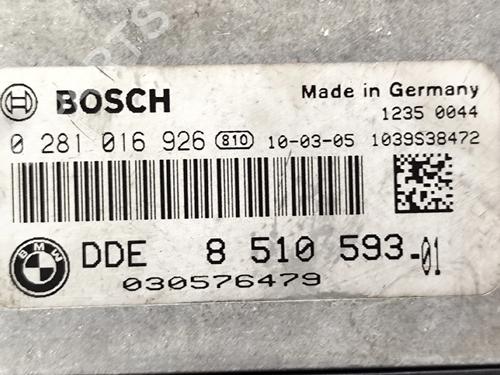 BOSCH
Made in Germany
1235 0044
0 281 016 926 810 10-03-05 1039S38472
BMW
DDE 8 510 593-01
030576479